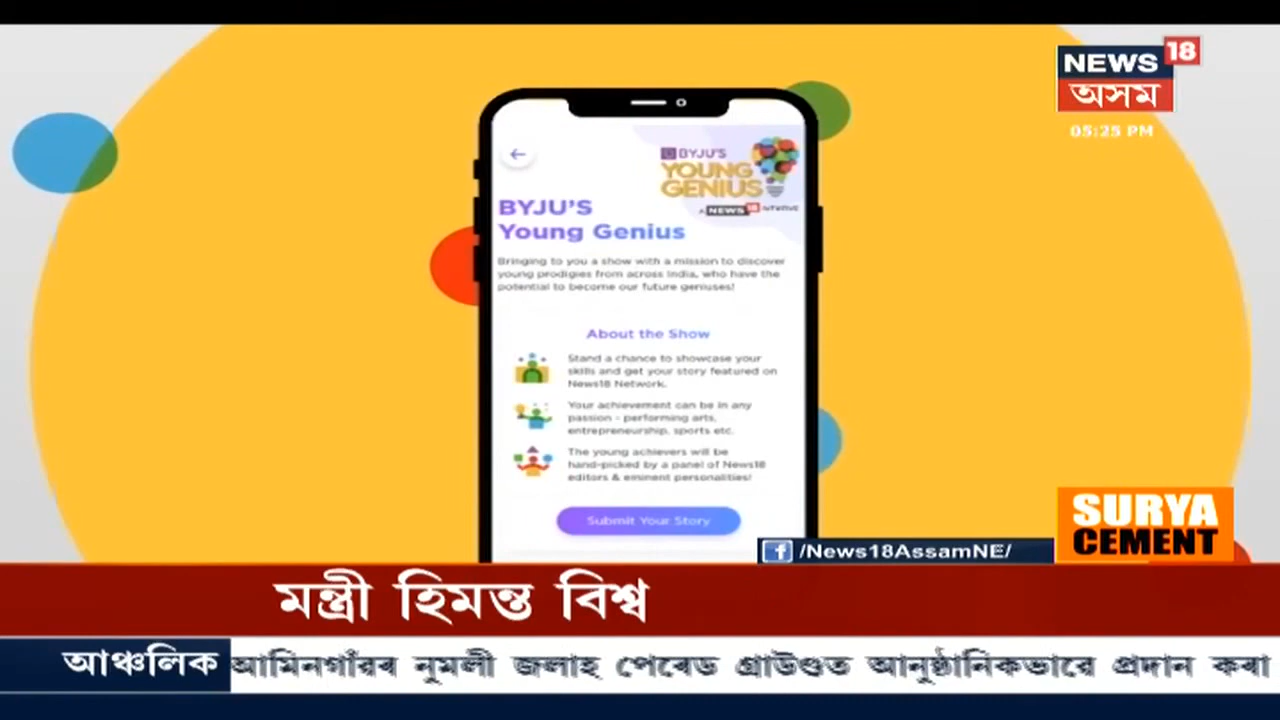 NEWS 18
অসম
05:25 PM
BYJU'S
YOUNG
GENIUS
A NEWS 18 INITIATIVE
BYJU'S
Young Genius
Bringing to you a show with a mission to discover
young prodigies from across India, who have the
potential to become our future geniuses!
About the Show
Stand a chance to showcase your
skills and get your story featured on
News18 Network.
Your achievement can be in any
passion - performing arts,
entrepreneurship, sports etc.
The young achievers will be
hand-picked by a panel of News18
editors & eminent personalities!
Submit Your Story
/News18AssamNE/
SURYA
CEMENT
মন্ত্ৰী হিমন্ত বিশ্ব
আঞ্চলিক
আমিনগাঁৱৰ নুমলী জলাহ পেৰেড গ্ৰাউণ্ডত আনুষ্ঠানিকভাৱে প্ৰদান কৰা